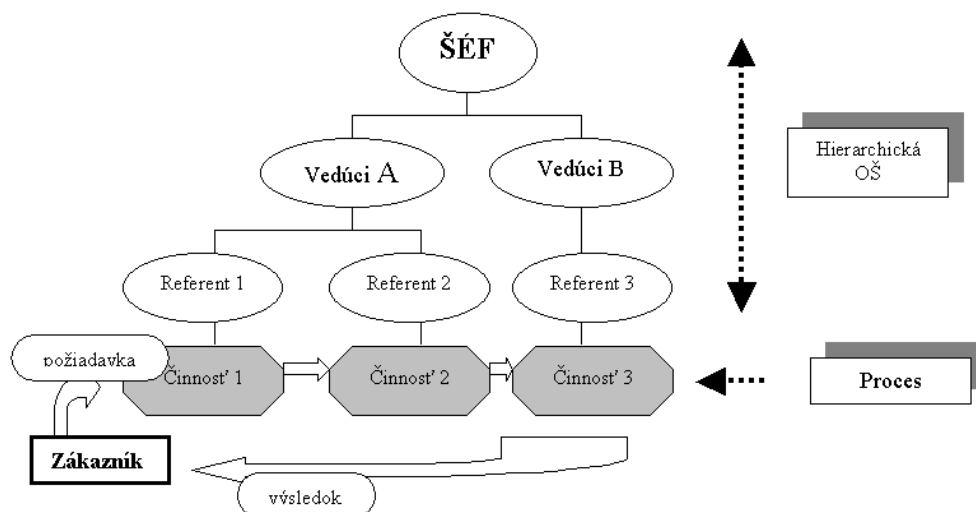 ŠÉF
Vedúci A
Vedúci B
Hierarchická
OŠ
Referent 1
Referent 2
Referent 3
požiadavka
Činnosť 1
Činnosť 2
Činnosť 3
Proces
Zákazník
výsledok